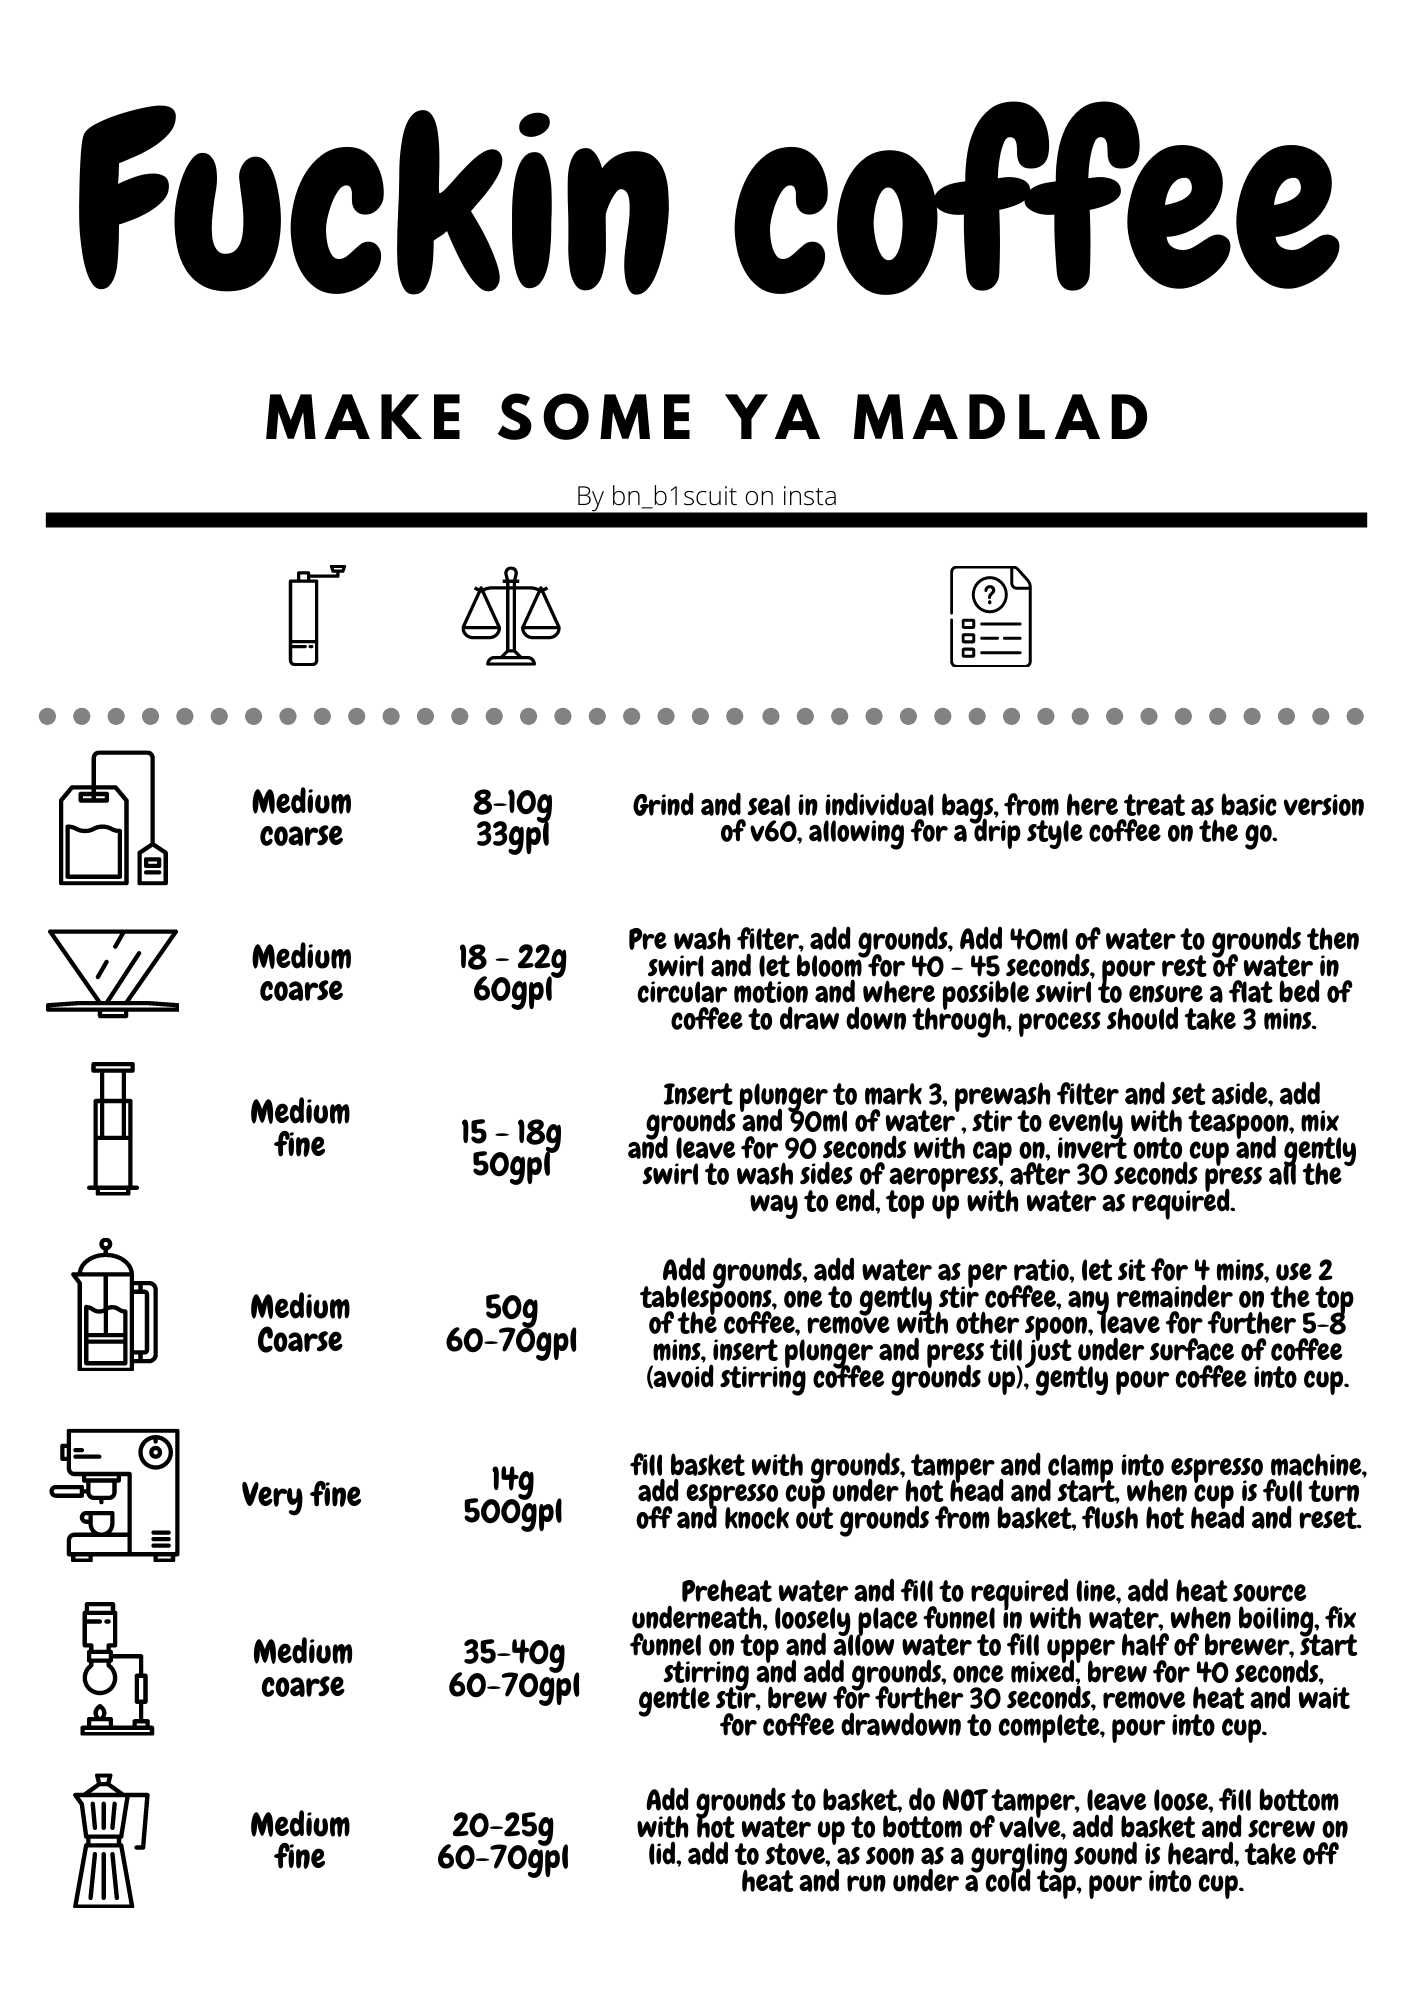 Fuckin coffee
MAKE SOME YA MADLAD
By bn_b1scuit on insta
?
Medium
coarse
8-10g
33gpl
Grind and seal in individual bags, from here treat as basic version
of v60, allowing for a drip style coffee on the go.
Medium
coarse
18 - 22g
60gpl
Pre wash filter, add grounds, Add 40ml of water to grounds then
swirl and let bloom for 40 - 45 seconds, pour rest of water in
circular motion and where possible swirl to ensure a flat bed of
coffee to draw down through, process should take 3 mins.
Medium
fine
15 - 18g
50gpl
Insert plunger to mark 3, prewash filter and set aside, add
grounds and 90ml of water , stir to evenly with teaspoon, mix
and leave for 90 seconds with cap on, invert onto cup and gently
swirl to wash sides of aeropress, after 30 seconds press all the
way to end, top up with water as required.
Medium
Coarse
50g
60-70gpl
Add grounds, add water as per ratio, let sit for 4 mins, use 2
tablespoons, one to gently stir coffee, any remainder on the top
of the coffee, remove with other spoon, leave for further 5-8
mins, insert plunger and press till just under surface of coffee
(avoid stirring coffee grounds up), gently pour coffee into cup.
Very fine
14g
500gpl
fill basket with grounds, tamper and clamp into espresso machine,
add espresso cup under hot head and start, when cup is full turn
off and knock out grounds from basket, flush hot head and reset.
Medium
coarse
35-40g
60-70gpl
Preheat water and fill to required line, add heat source
underneath, loosely place funnel in with water, when boiling, fix
funnel on top and allow water to fill upper half of brewer, start
stirring and add grounds, once mixed, brew for 40 seconds,
gentle stir, brew for further 30 seconds, remove heat and wait
for coffee drawdown to complete, pour into cup.
Medium
fine
20-25g
60-70gpl
Add grounds to basket, do NOT tamper, leave loose, fill bottom
with hot water up to bottom of valve, add basket and screw on
lid, add to stove, as soon as a gurgling sound is heard, take off
heat and run under a cold tap, pour into cup.